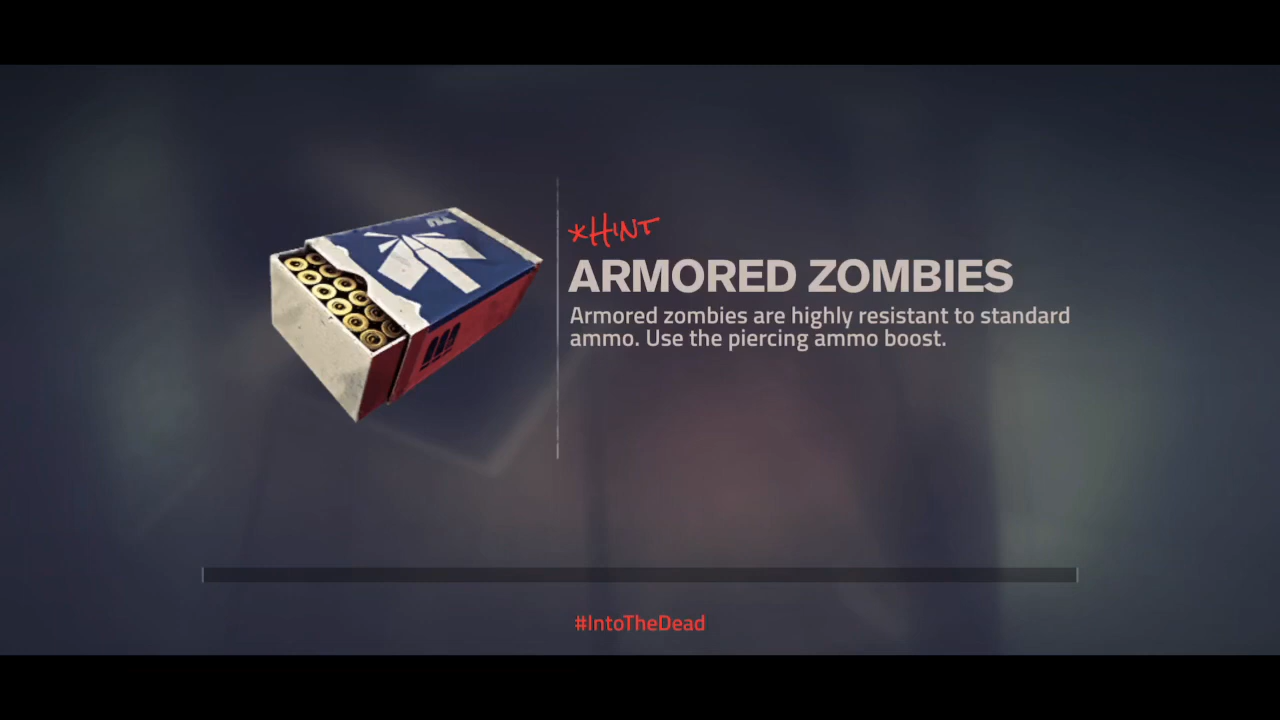 *HINT
ARMORED ZOMBIES
Armored zombies are highly resistant to standard
ammo. Use the piercing ammo boost.
#IntoTheDead